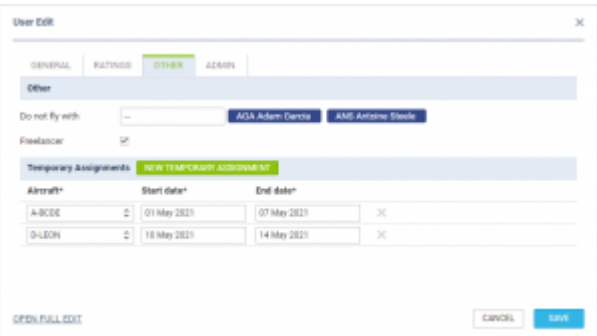 User Edit
GENERAL RATINGS OTHER ADMIN
Other
Do not fly with -- AGA Adam Garcia ANS Antoine Steele
Freelancer
Temporary Assignments NEW TEMPORARY ASSIGNMENT
Aircraft* Start date* End date*
A-BCDE 01 May 2021 07 May 2021
D-LEON 10 May 2021 14 May 2021
OPEN FULL EDIT CANCEL SAVE